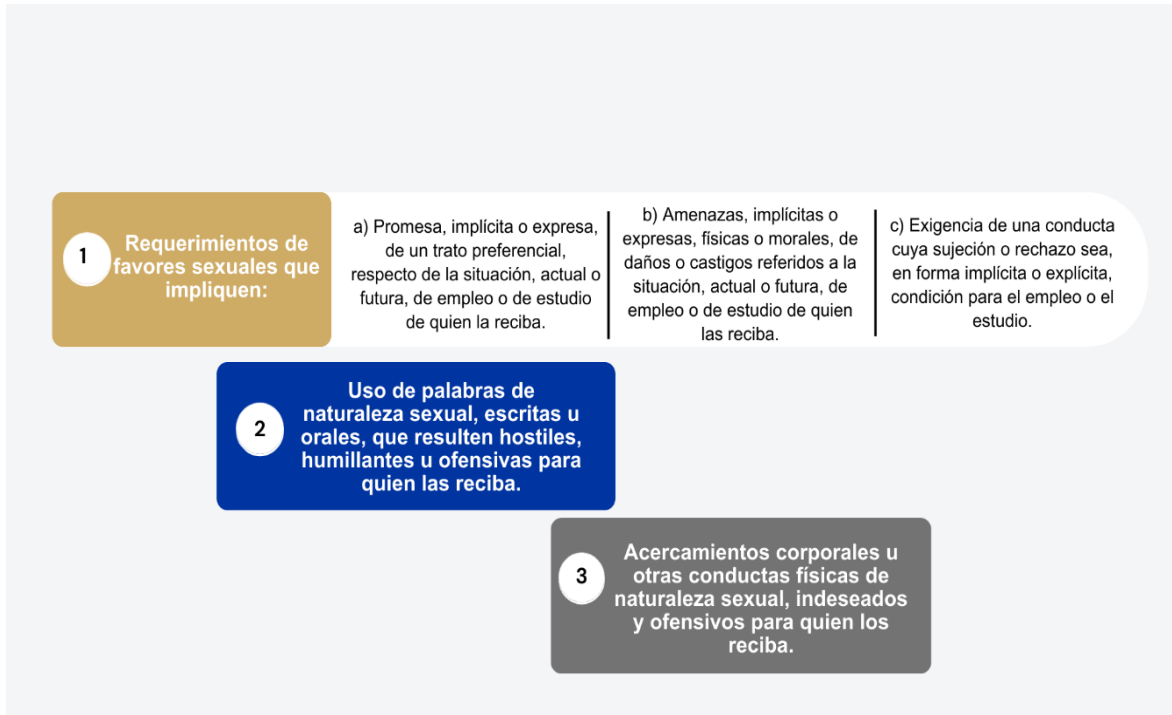 1
Requerimientos de
favores sexuales que
impliquen:
a) Promesa, implícita o expresa,
de un trato preferencial,
respecto de la situación, actual o
futura, de empleo o de estudio
de quien la reciba.
b) Amenazas, implícitas o
expresas, físicas o morales, de
daños o castigos referidos a la
situación, actual o futura, de
empleo o de estudio de quien
las reciba.
c) Exigencia de una conducta
cuya sujeción o rechazo sea,
en forma implícita o explícita,
condición para el empleo o el
estudio.
2
Uso de palabras de
naturaleza sexual, escritas u
orales, que resulten hostiles,
humillantes u ofensivas para
quien las reciba.
3
Acercamientos corporales u
otras conductas físicas de
naturaleza sexual, indeseados
y ofensivos para quien los
reciba.